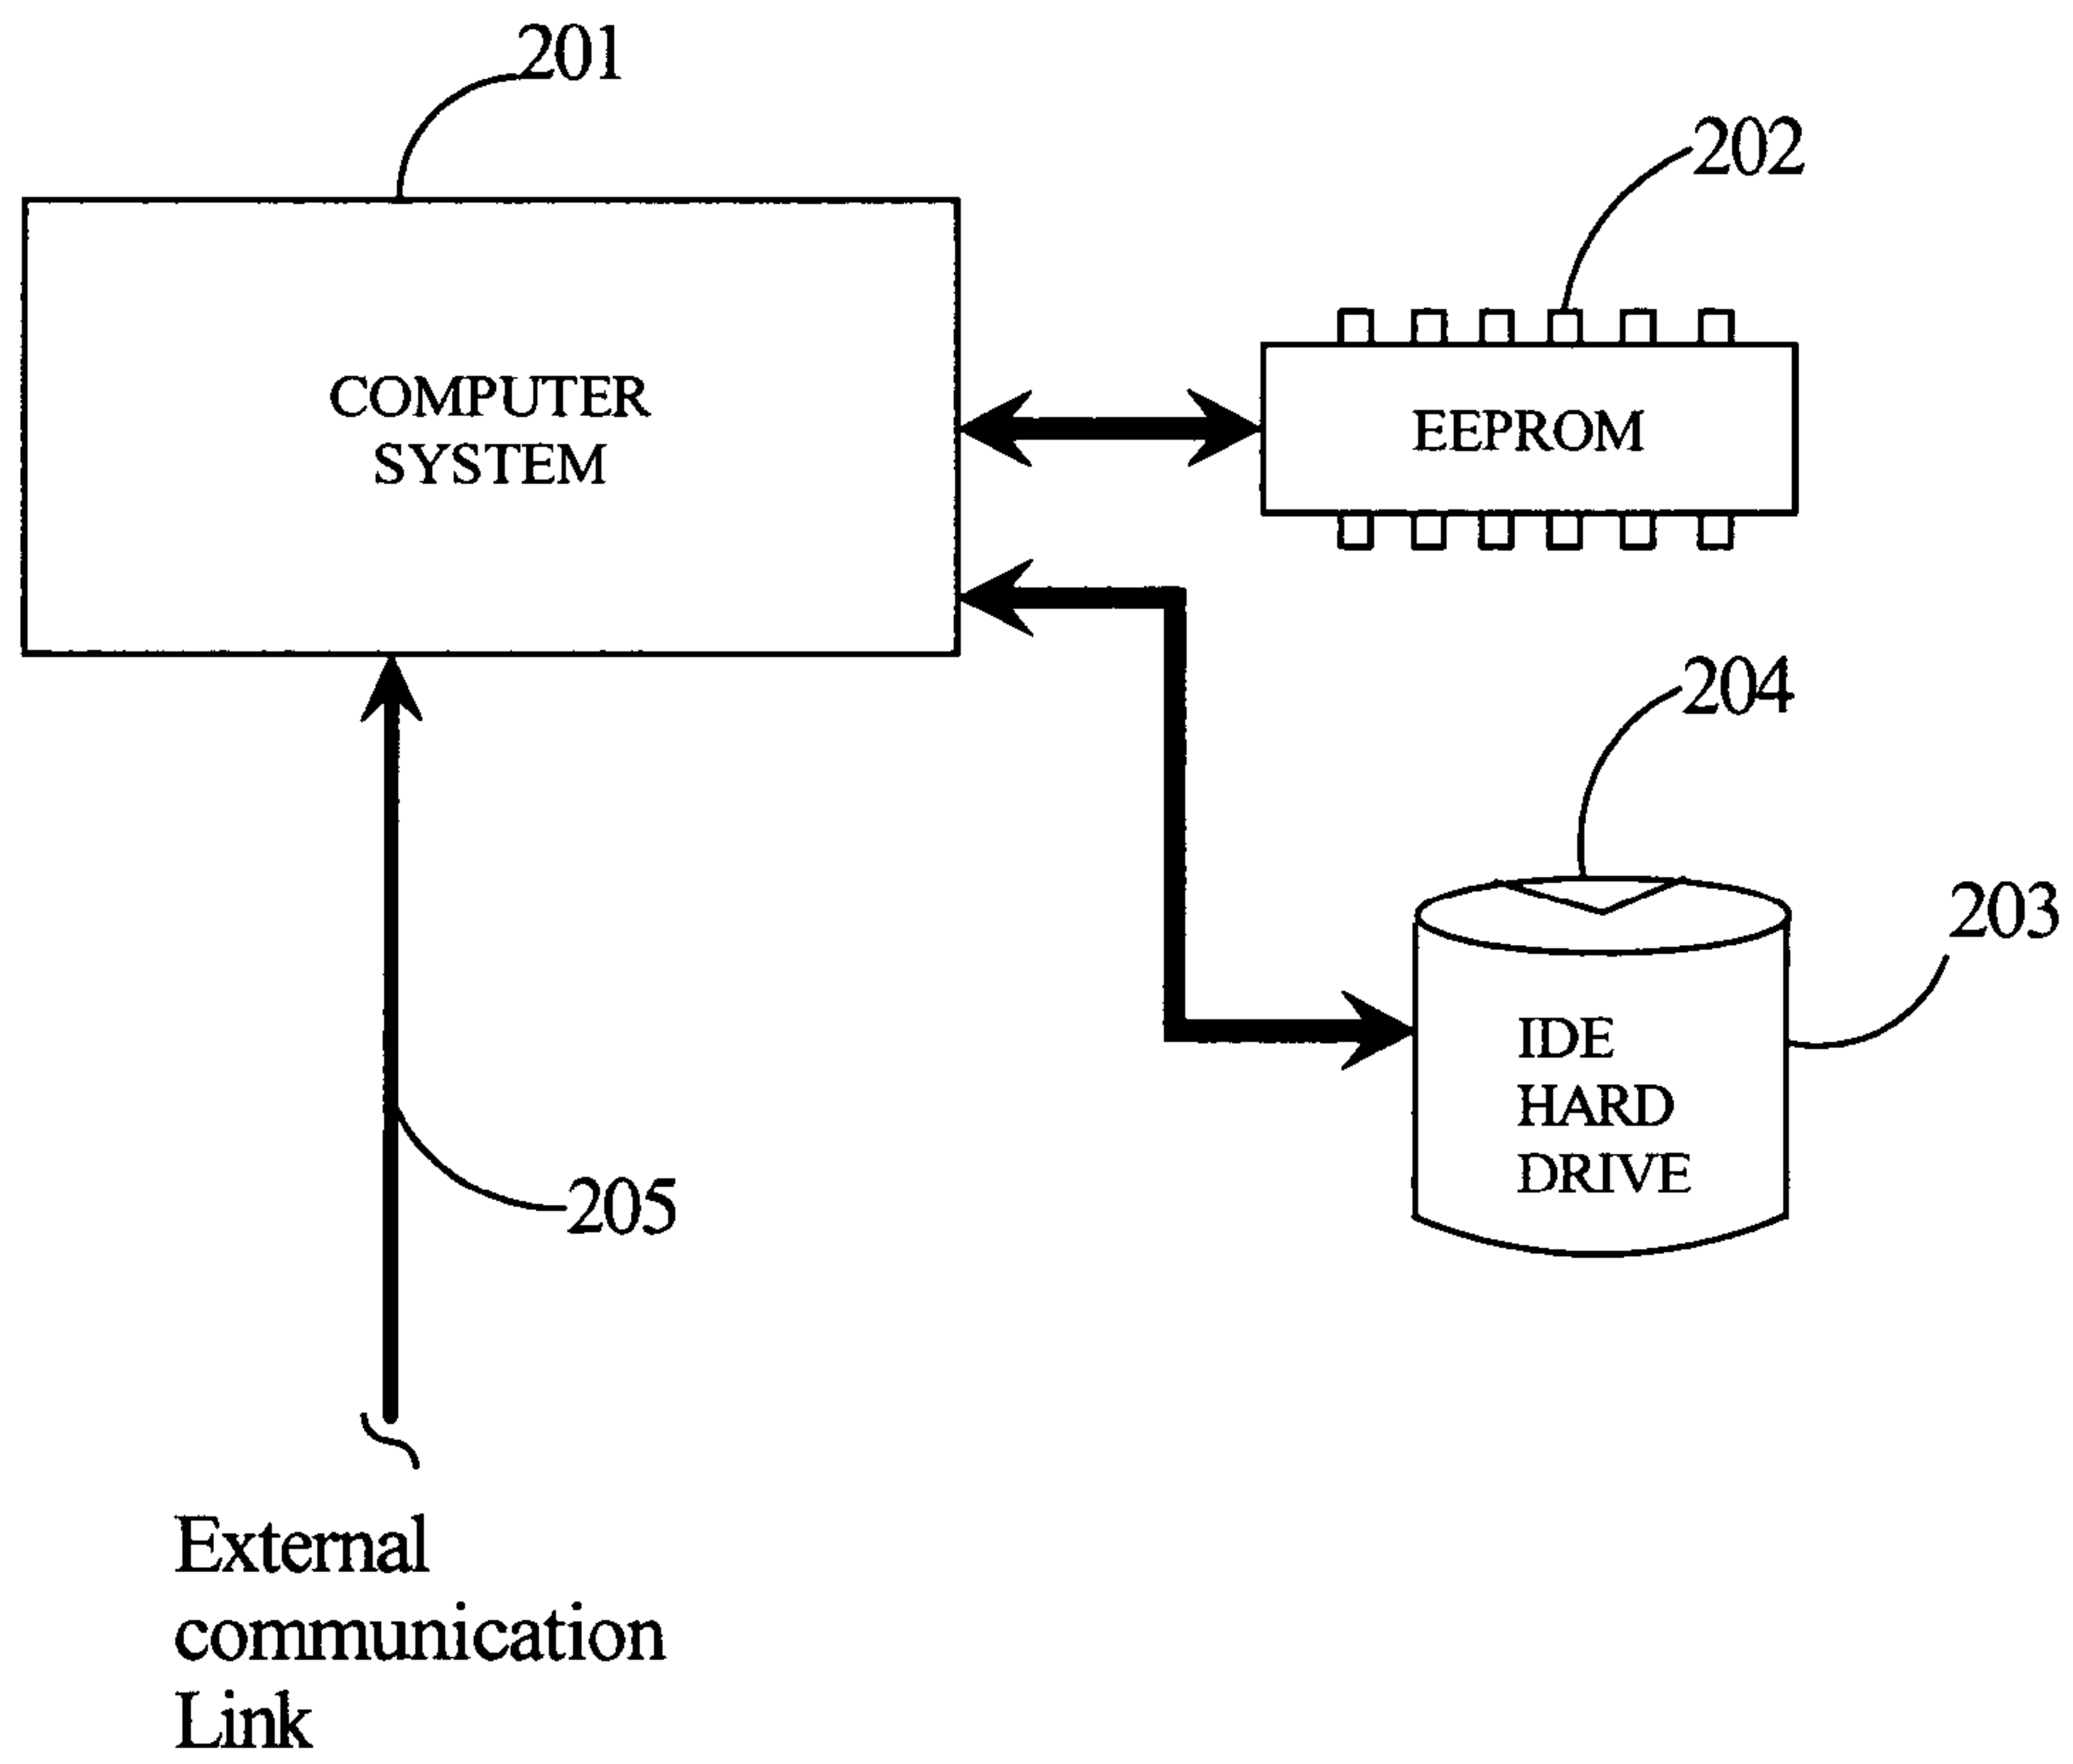 201
202
COMPUTER
SYSTEM
EEPROM
204
203
IDE
HARD
DRIVE
205
External
communication
Link